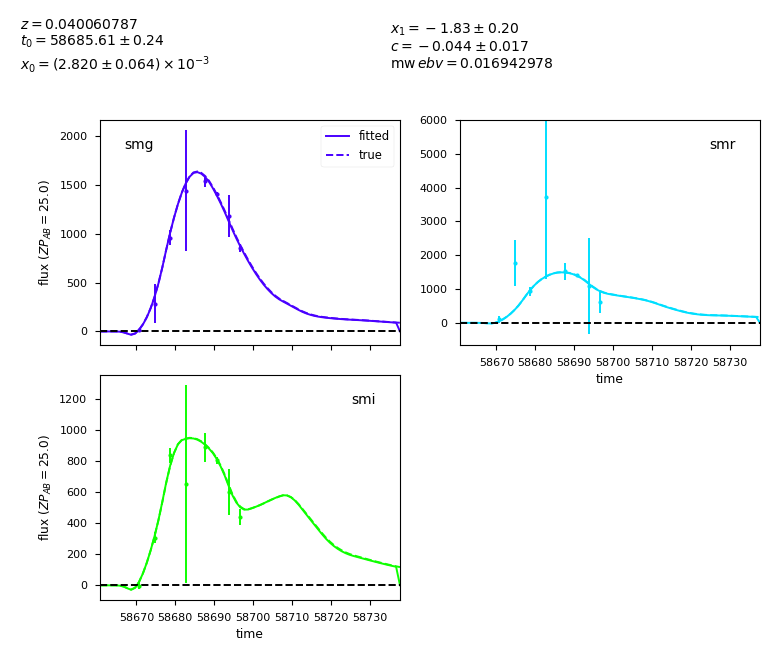 z = 0.040060787
t₀ = 58685.61 ± 0.24
x₀ = (2.820 ± 0.064) × 10⁻³
x₁ = −1.83 ± 0.20
c = −0.044 ± 0.017
mw ebv = 0.016942978
smg
fitted
true
2000
1500
1000
500
0
flux (ZP_AB = 25.0)
smr
6000
5000
4000
3000
2000
1000
0
58670 58680 58690 58700 58710 58720 58730
time
smi
1200
1000
800
600
400
200
0
flux (ZP_AB = 25.0)
58670 58680 58690 58700 58710 58720 58730
time